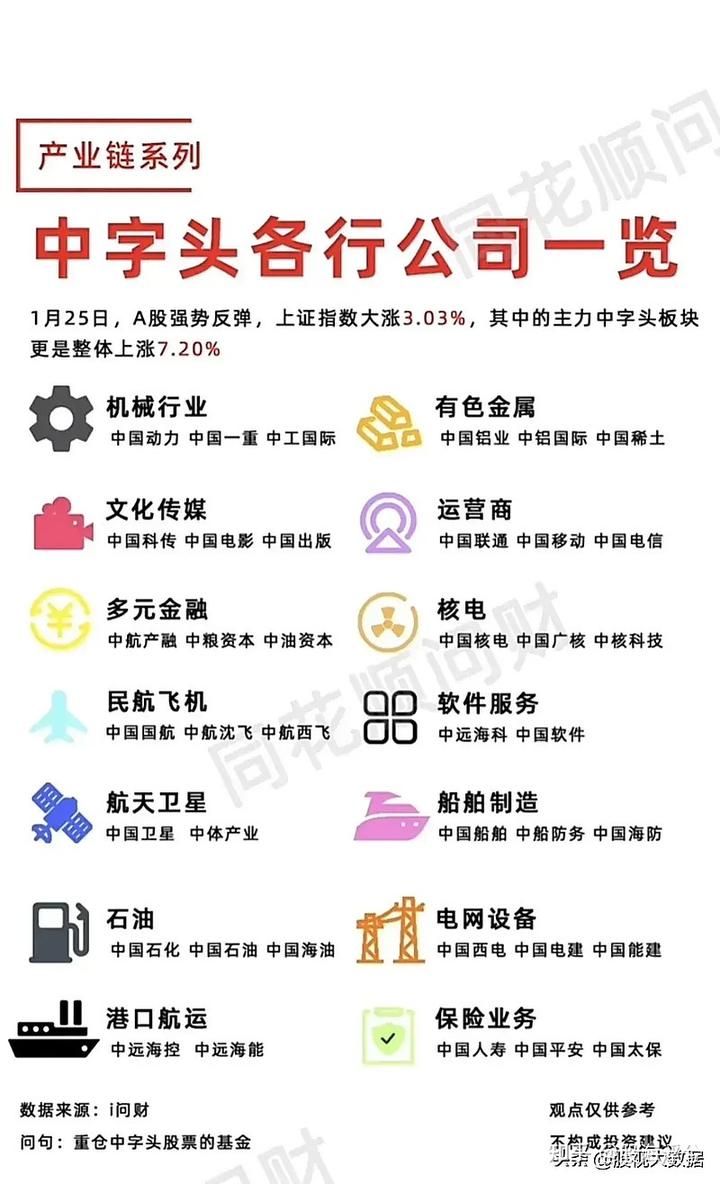 产业链系列
中字头各行公司一览
1月25日，A股强势反弹，上证指数大涨3.03%，其中的主力中字头板块
更是整体上涨7.20%
机械行业
中国动力 中国一重 中工国际
有色金属
中国铝业 中铝国际 中国稀土
文化传媒
中国科传 中国电影 中国出版
运营商
中国联通 中国移动 中国电信
多元金融
中航产融 中粮资本 中油资本
核电
中国核电 中国广核 中核科技
民航飞机
中国国航 中航沈飞 中航西飞
软件服务
中远海科 中国软件
航天卫星
中国卫星 中体产业
船舶制造
中国船舶 中船防务 中国海防
石油
中国石化 中国石油 中国海油
电网设备
中国西电 中国电建 中国能建
港口航运
中远海控 中远海能
保险业务
中国人寿 中国平安 中国太保
数据来源：i问财
观点仅供参考
问句：重仓中字头股票的基金
不构成投资建议
头条 @股视大数据
同花顺问
同花顺问财